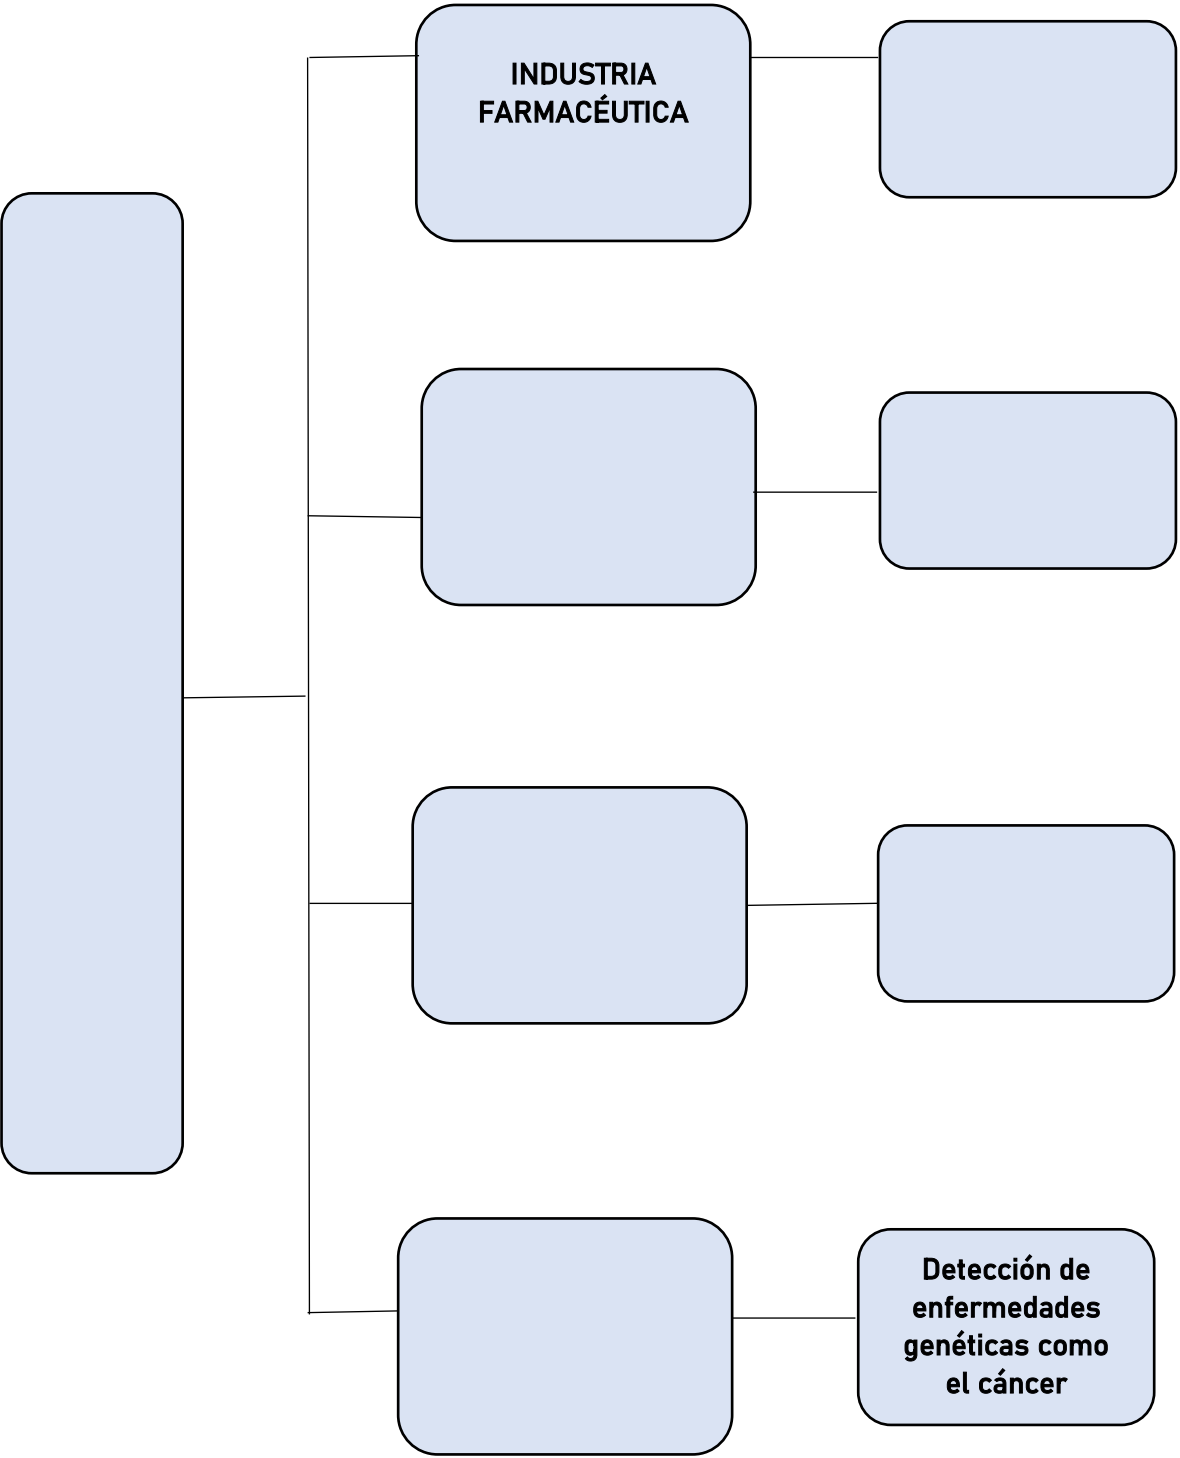 INDUSTRIA
FARMACÉUTICA
Detección de
enfermedades
genéticas como
el cáncer